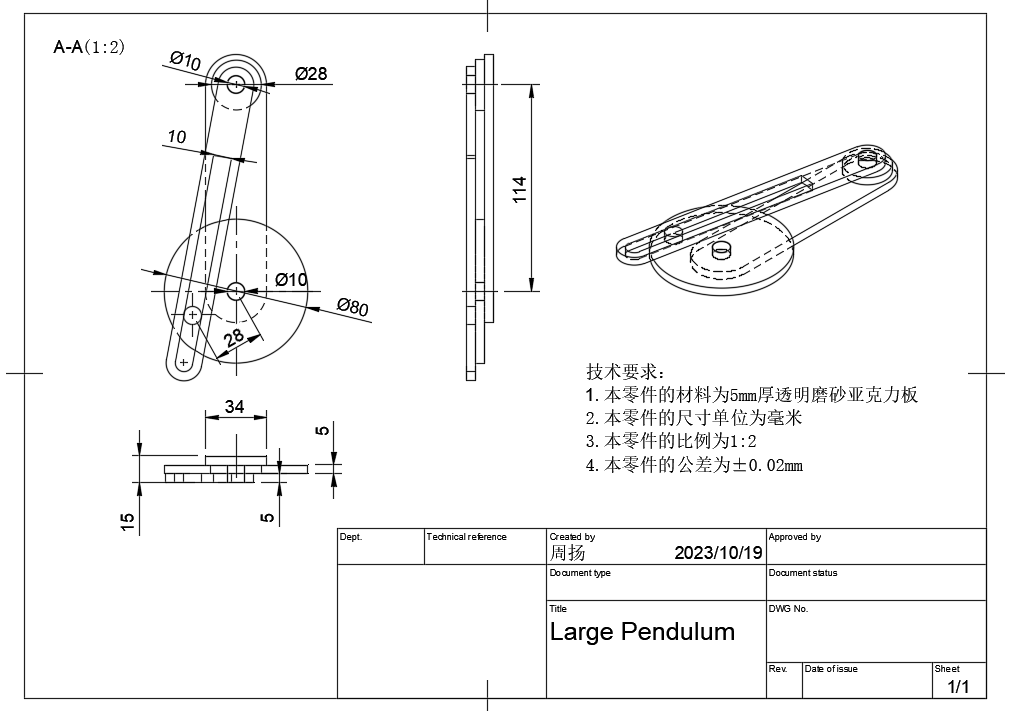 A-A(1:2)
Ø10
Ø28
10
114
Ø10
Ø80
28
技术要求：
1.本零件的材料为5mm厚透明磨砂亚克力板
2.本零件的尺寸单位为毫米
3.本零件的比例为1:2
4.本零件的公差为±0.02mm
34
5
15
5
Dept.
Technical reference
Created by
Approved by
周扬
2023/10/19
Document type
Document status
Title
DWG No.
Large Pendulum
Rev.
Date of issue
Sheet
1/1